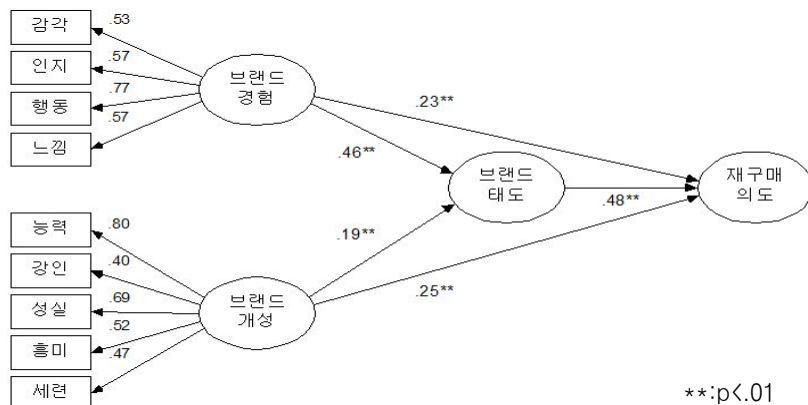 감각
.53
인지
.57
행동
.77
느낌
.57
브랜드
경험
.23**
.46**
브랜드
태도
.48**
재구매
의도
능력
.80
강인
.40
성실
.69
흥미
.52
세련
.47
브랜드
개성
.19**
.25**
**:p<.01